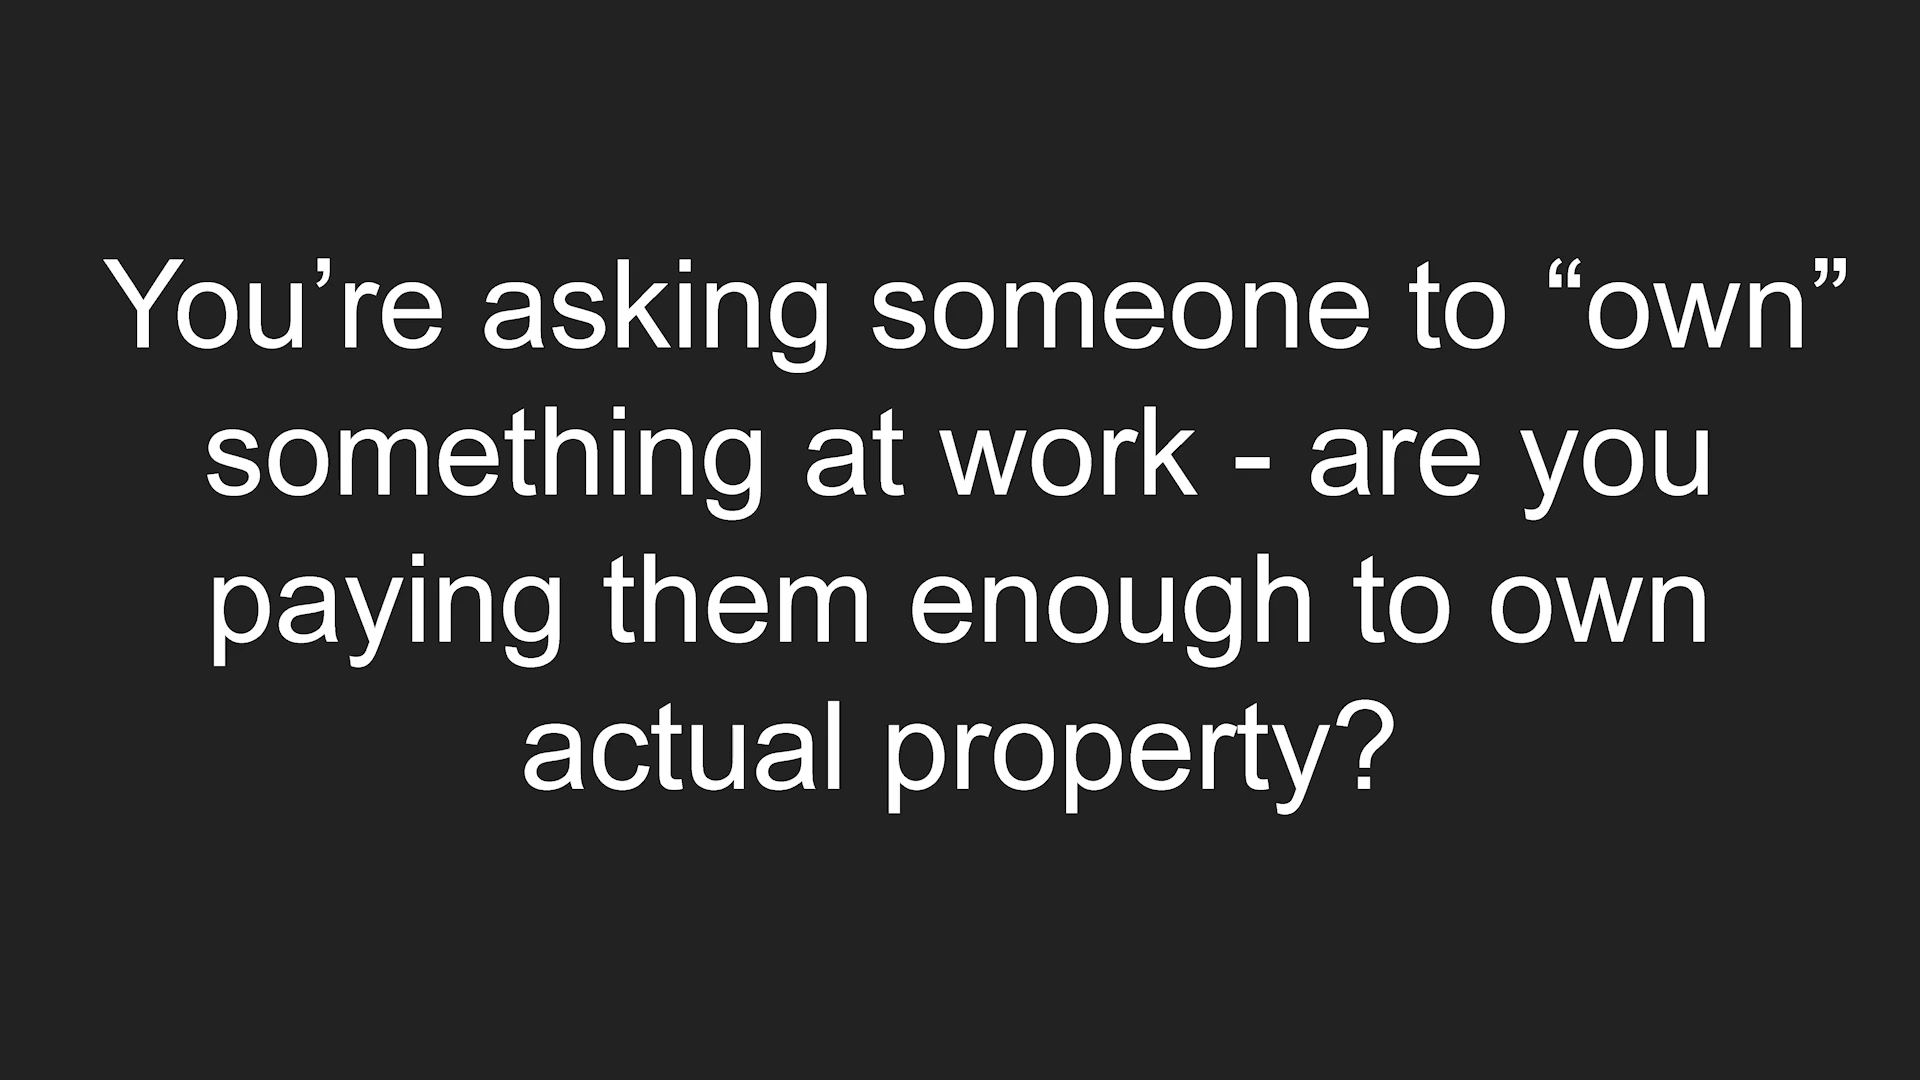 You’re asking someone to “own”
something at work - are you
paying them enough to own
actual property?